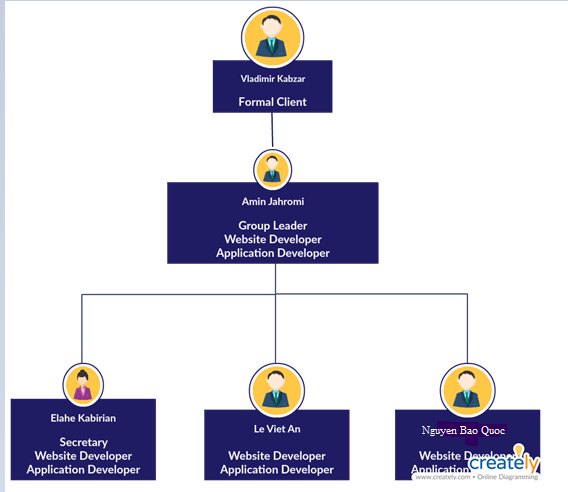 Vladimir Kabzar
Formal Client
Amin Jahromi
Group Leader
Website Developer
Application Developer
Elahe Kabirian
Secretary
Website Developer
Application Developer
Le Viet An
Website Developer
Application Developer
Nguyen Bao Quoc
Website
creately
www.creately.com • Online Diagramming